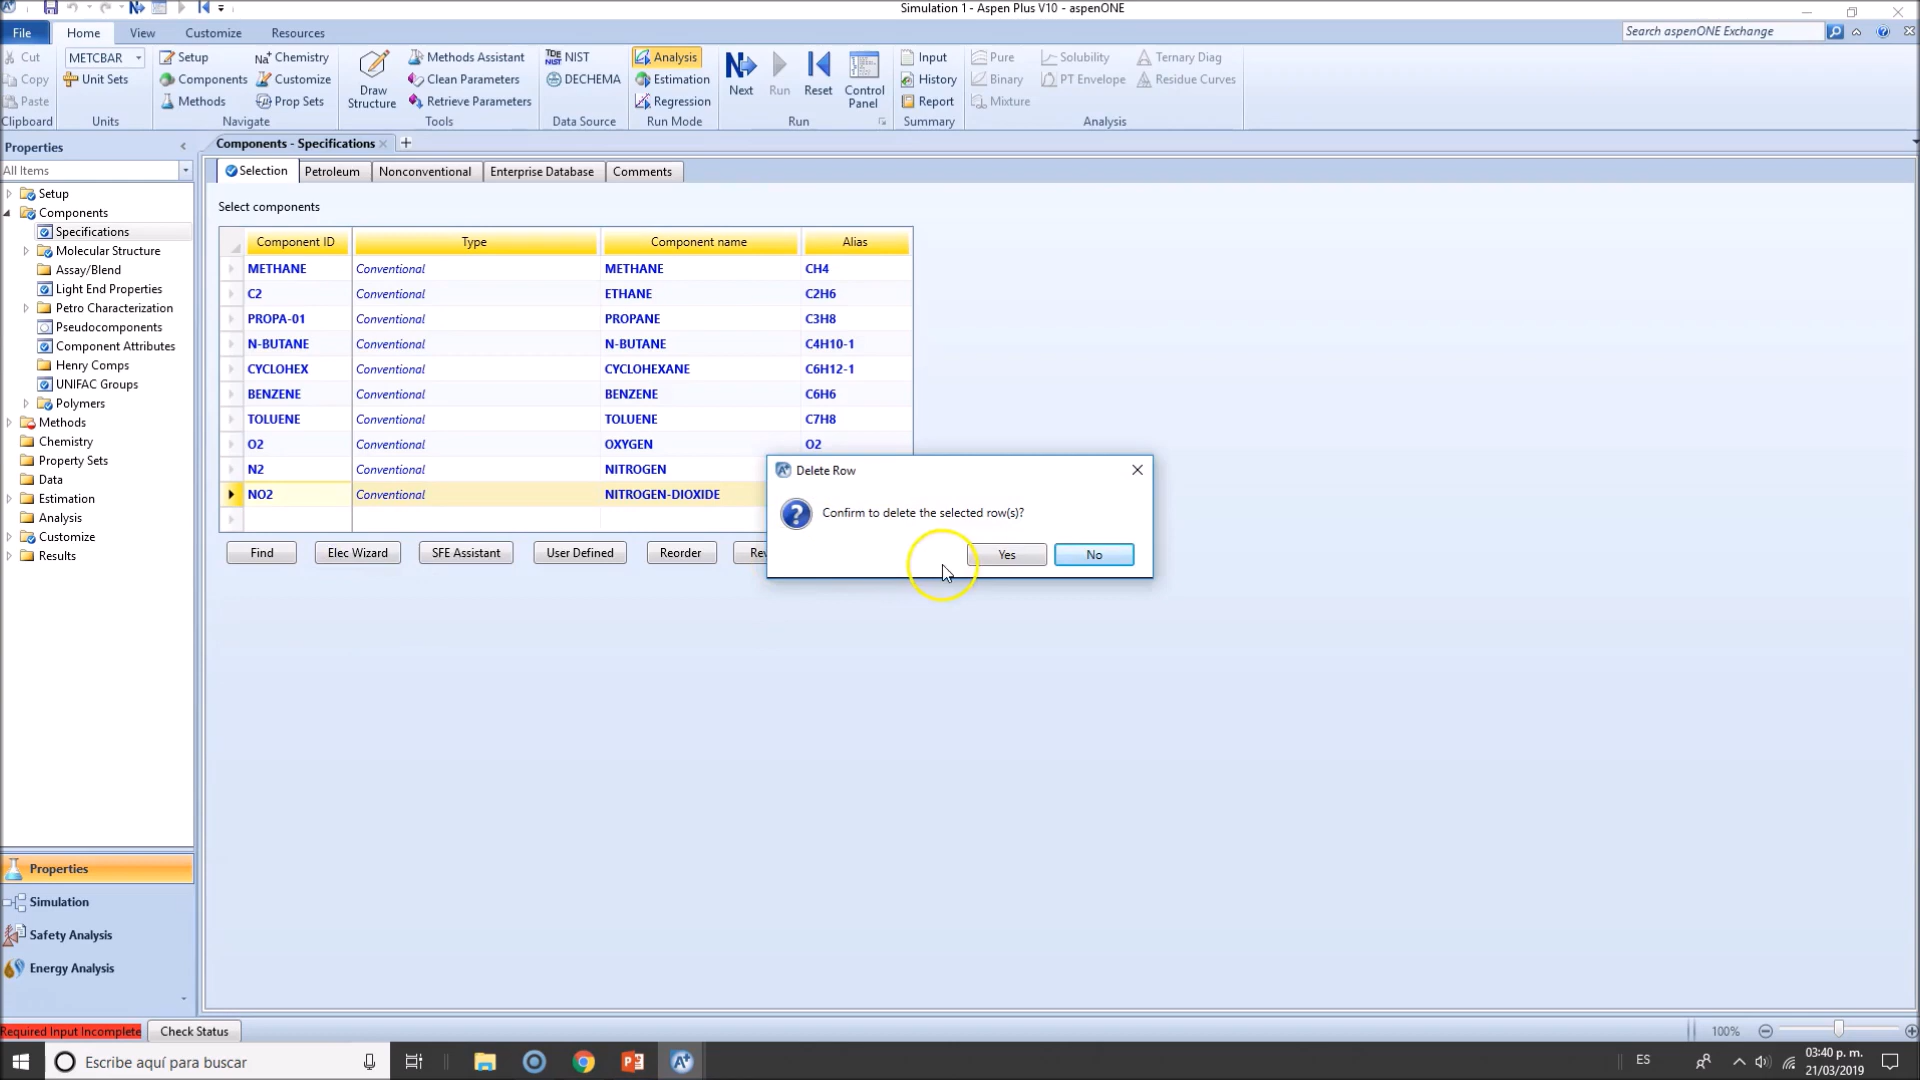 Simulation 1 - Aspen Plus V10 - aspenONE
File Home View Customize Resources
Search aspenONE Exchange
Cut METCBAR Setup Na+ Chemistry Methods Assistant NIST Analysis Input Pure Solubility Ternary Diag
Copy Unit Sets Components Customize Clean Parameters DECHEMA Estimation History Binary PT Envelope Residue Curves
Paste Methods Prop Sets Draw Structure Retrieve Parameters Regression Next Run Reset Control Panel Report Mixture
Clipboard Units Navigate Tools Data Source Run Mode Run Summary Analysis
Properties
All Items
Setup
Components
Specifications
Molecular Structure
Assay/Blend
Light End Properties
Petro Characterization
Pseudocomponents
Component Attributes
Henry Comps
UNIFAC Groups
Polymers
Methods
Chemistry
Property Sets
Data
Estimation
Analysis
Customize
Results
Properties
Simulation
Safety Analysis
Energy Analysis
Components - Specifications
Selection Petroleum Nonconventional Enterprise Database Comments
Select components
Component ID Type Component name Alias
METHANE Conventional METHANE CH4
C2 Conventional ETHANE C2H6
PROPA-01 Conventional PROPANE C3H8
N-BUTANE Conventional N-BUTANE C4H10-1
CYCLOHEX Conventional CYCLOHEXANE C6H12-1
BENZENE Conventional BENZENE C6H6
TOLUENE Conventional TOLUENE C7H8
O2 Conventional OXYGEN O2
N2 Conventional NITROGEN
NO2 Conventional NITROGEN-DIOXIDE
Find Elec Wizard SFE Assistant User Defined Reorder
Delete Row
Confirm to delete the selected row(s)?
Yes No
Required Input Incomplete Check Status 100%
Escribe aquí para buscar
ES
03:40 p. m.
21/03/2019